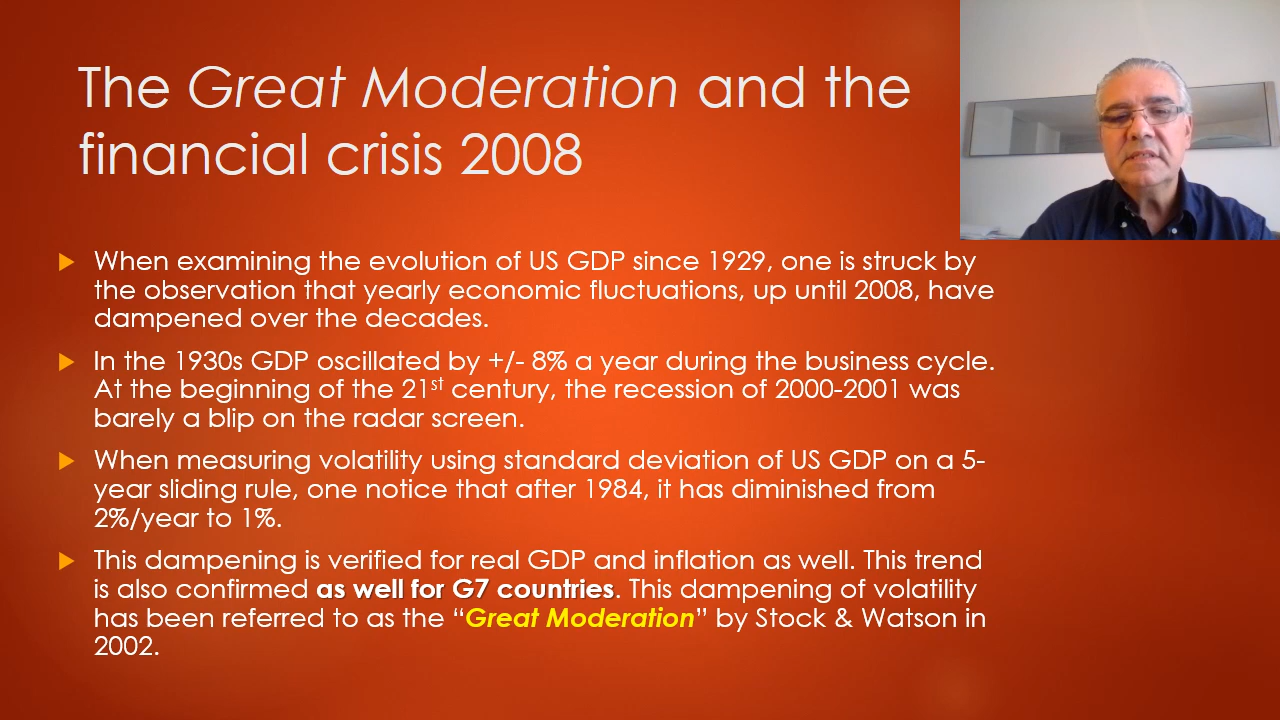 The Great Moderation and the
financial crisis 2008
When examining the evolution of US GDP since 1929, one is struck by
the observation that yearly economic fluctuations, up until 2008, have
dampened over the decades.
In the 1930s GDP oscillated by +/- 8% a year during the business cycle.
At the beginning of the 21st century, the recession of 2000-2001 was
barely a blip on the radar screen.
When measuring volatility using standard deviation of US GDP on a 5-
year sliding rule, one notice that after 1984, it has diminished from
2%/year to 1%.
This dampening is verified for real GDP and inflation as well. This trend
is also confirmed as well for G7 countries. This dampening of volatility
has been referred to as the “Great Moderation” by Stock & Watson in
2002.